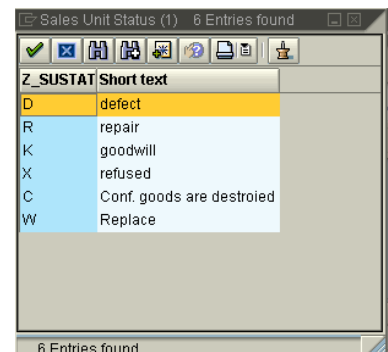 Sales Unit Status (1) 6 Entries found
Z_SUSTAT Short text
D defect
R repair
K goodwill
X refused
C Conf. goods are destroied
W Replace
6 Entries found